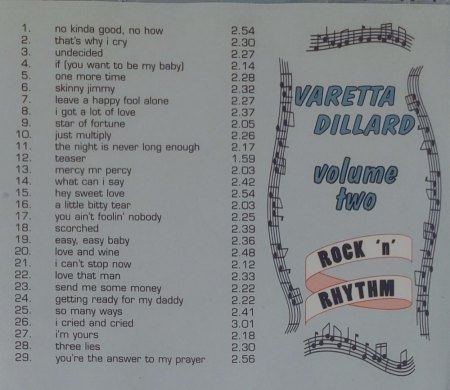 1. no kinda good, no how 2.54
2. that's why i cry 2.30
3. undecided 2.27
4. if (you want to be my baby) 2.14
5. one more time 2.28
6. skinny jimmy 2.32
7. leave a happy fool alone 2.27
8. i got a lot of love 2.37
9. star of fortune 2.05
10. just multiply 2.26
11. the night is never long enough 2.17
12. teaser 1.59
13. mercy mr percy 2.03
14. what can i say 2.42
15. hey sweet love 2.54
16. a little bitty tear 2.03
17. you ain't foolin' nobody 2.25
18. scorched 2.39
19. easy, easy baby 2.36
20. love and wine 2.48
21. i can't stop now 2.12
22. love that man 2.33
23. send me some money 2.22
24. getting ready for my daddy 2.22
25. so many ways 2.41
26. i cried and cried 3.01
27. i'm yours 2.18
28. three lies 2.30
29. you're the answer to my prayer 2.56
VARETTA
DILLARD
volume
two
ROCK 'n'
RHYTHM